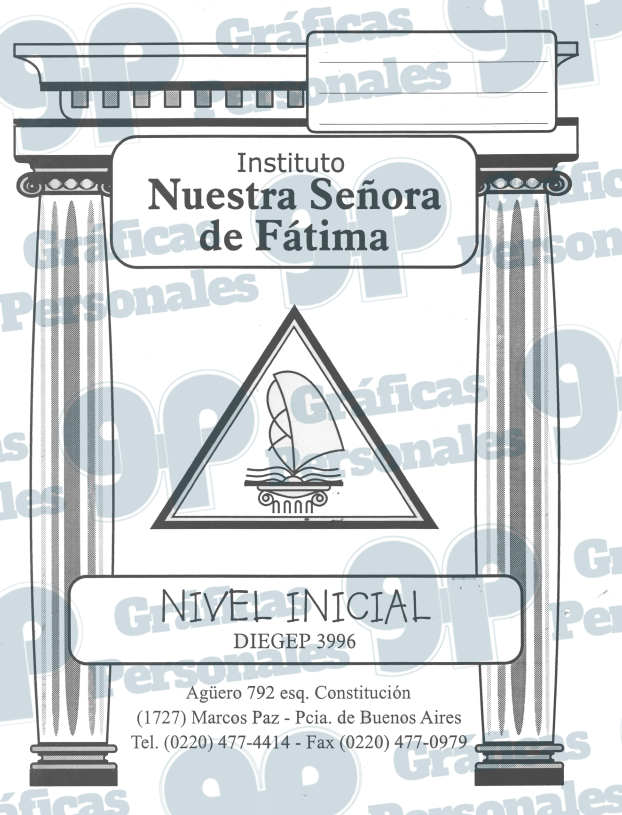 Instituto
Nuestra Señora
de Fátima
NIVEL INICIAL
DIEGEP 3996
Agüero 792 esq. Constitución
(1727) Marcos Paz - Pcia. de Buenos Aires
Tel. (0220) 477-4414 - Fax (0220) 477-0979
gp Gráficas
Personales